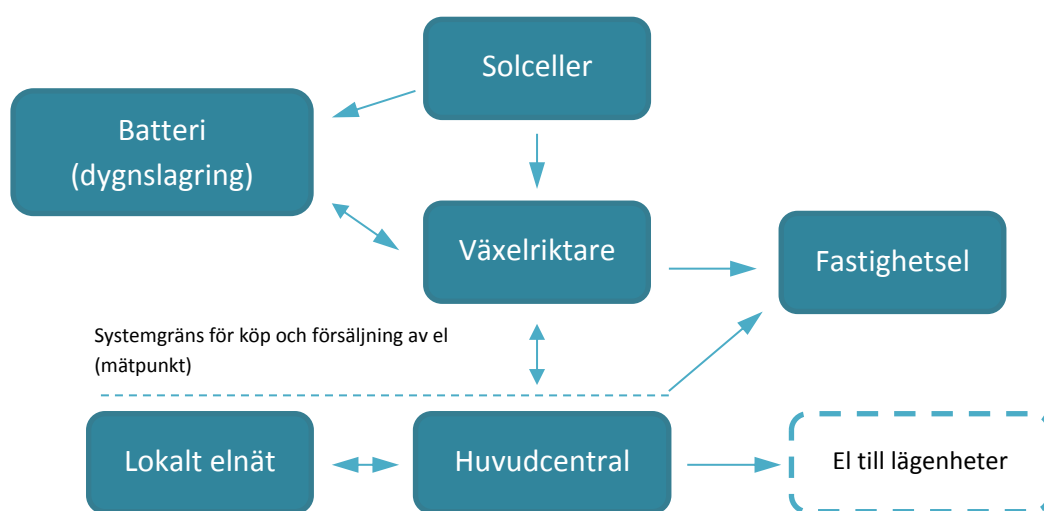 Solceller
Batteri
(dygnslagring)
Växelriktare
Fastighetsel
Systemgräns för köp och försäljning av el
(mätpunkt)
Lokalt elnät
Huvudcentral
El till lägenheter